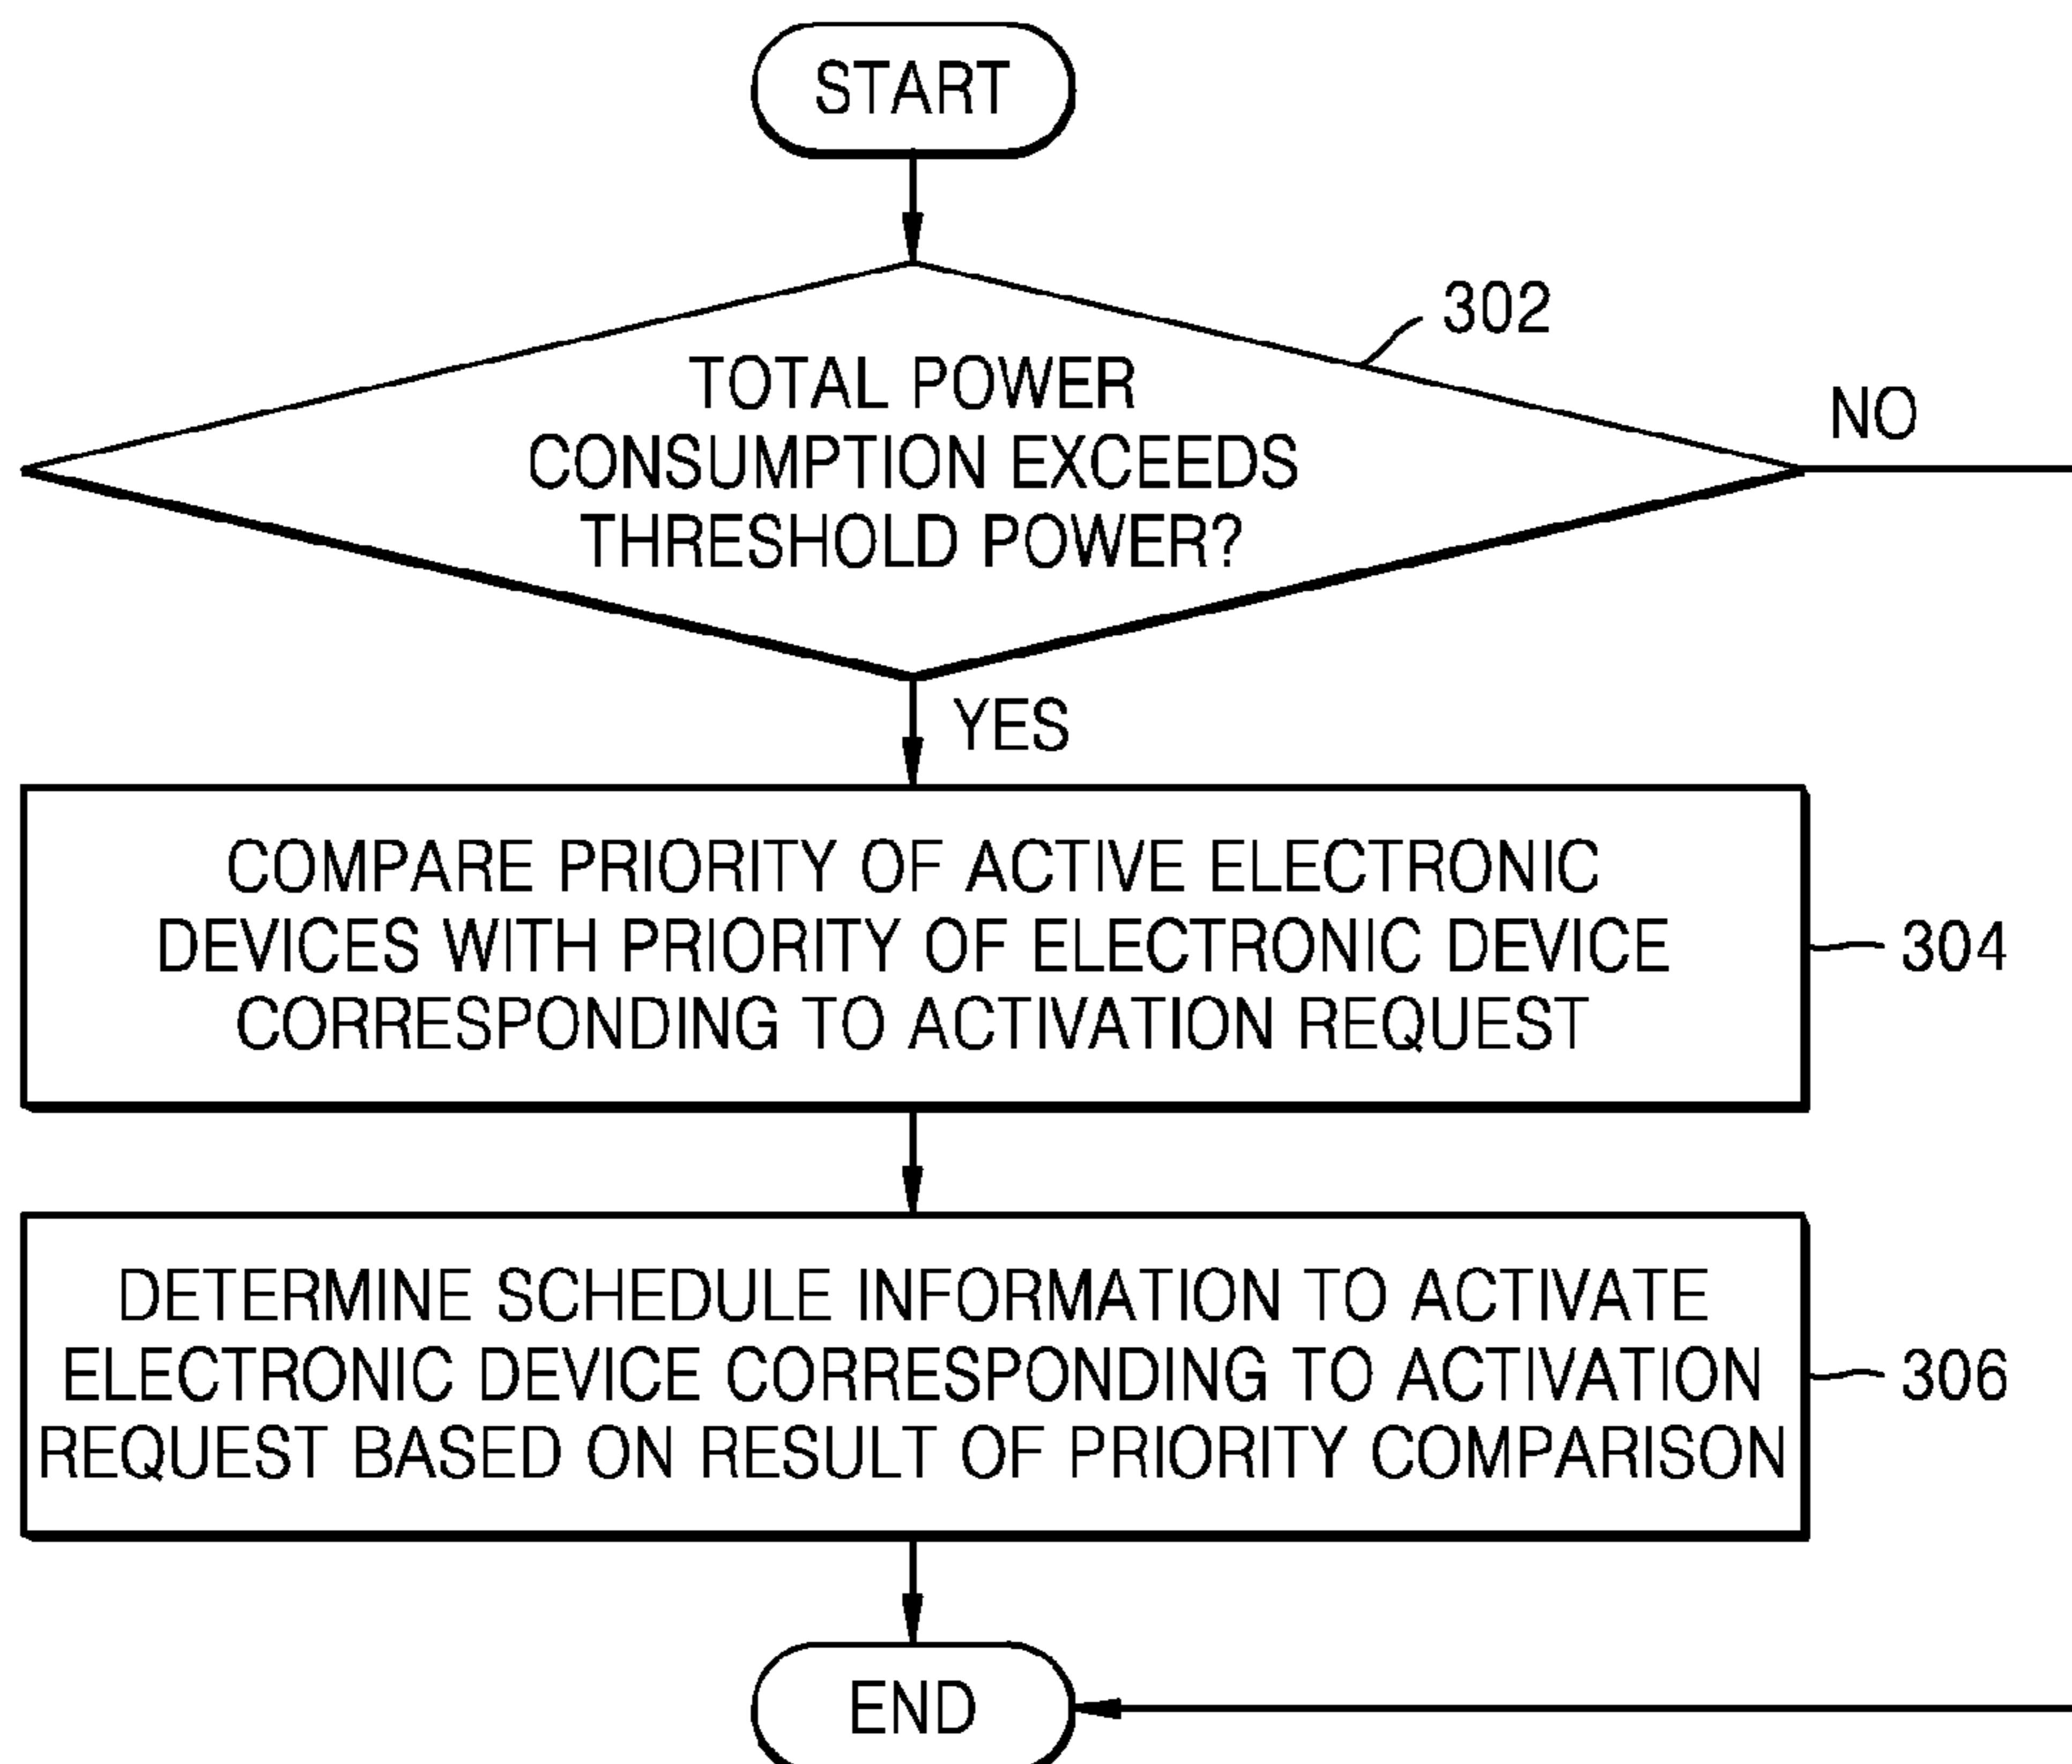 START
302
TOTAL POWER
CONSUMPTION EXCEEDS
THRESHOLD POWER?
NO
YES
COMPARE PRIORITY OF ACTIVE ELECTRONIC
DEVICES WITH PRIORITY OF ELECTRONIC DEVICE
CORRESPONDING TO ACTIVATION REQUEST
304
DETERMINE SCHEDULE INFORMATION TO ACTIVATE
ELECTRONIC DEVICE CORRESPONDING TO ACTIVATION
REQUEST BASED ON RESULT OF PRIORITY COMPARISON
306
END